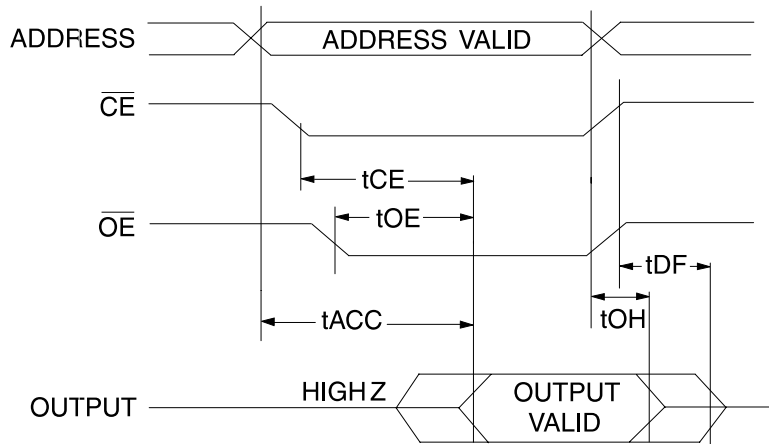 ADDRESS
ADDRESS VALID
CE
tCE
tOE
OE
tDF
tACC
tOH
HIGH Z
OUTPUT
OUTPUT
VALID